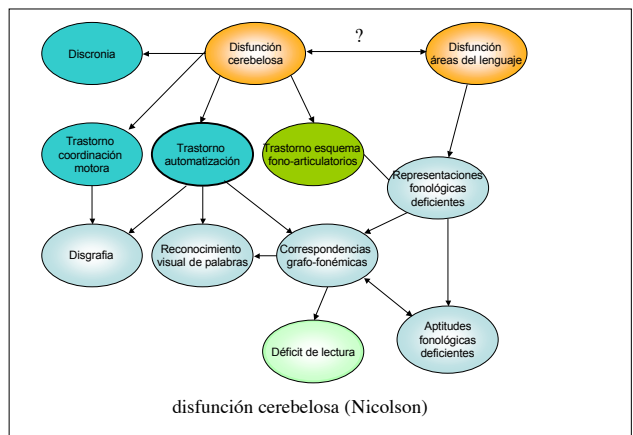 Discronia
Disfunción
cerebelosa
?
Disfunción
áreas del lenguaje
Trastorno
coordinación
motora
Trastorno
automatización
Trastorno esquema
fono-articulatorios
Representaciones
fonológicas
deficientes
Disgrafia
Reconocimiento
visual de palabras
Correspondencias
grafo-fonémicas
Déficit de lectura
Aptitudes
fonológicas
deficientes
disfunción cerebelosa (Nicolson)